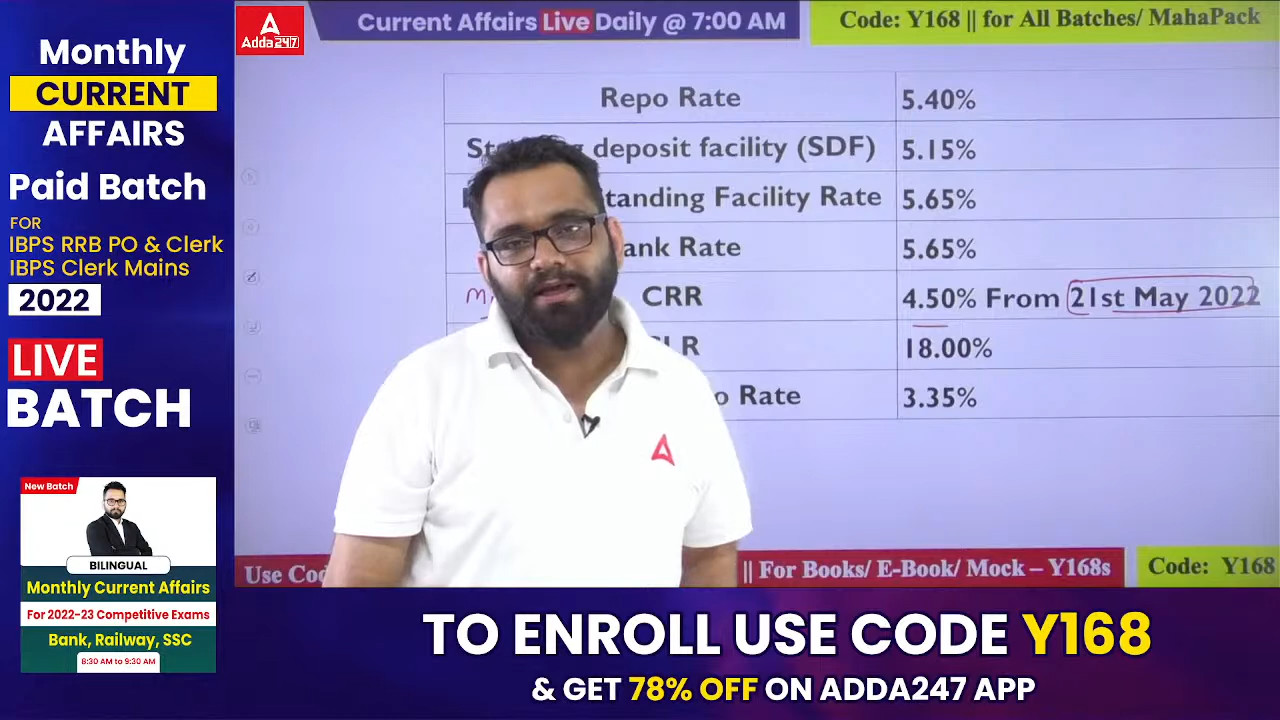 Monthly
CURRENT
AFFAIRS
Paid Batch
FOR
IBPS RRB PO & Clerk
IBPS Clerk Mains
2022
LIVE
BATCH
New Batch
BILINGUAL
Monthly Current Affairs
For 2022-23 Competitive Exams
Bank, Railway, SSC
8:30 AM to 9:30 AM
Adda247
Current Affairs Live Daily @ 7:00 AM
Code: Y168 || for All Batches/ MahaPack
Repo Rate 5.40%
deposit facility (SDF) 5.15%
Facility Rate 5.65%
Rate 5.65%
CRR 4.50% From 21st May 2022
18.00%
Rate 3.35%
Use || For Books/ E-Book/ Mock – Y168s
Code: Y168
TO ENROLL USE CODE Y168
& GET 78% OFF ON ADDA247 APP